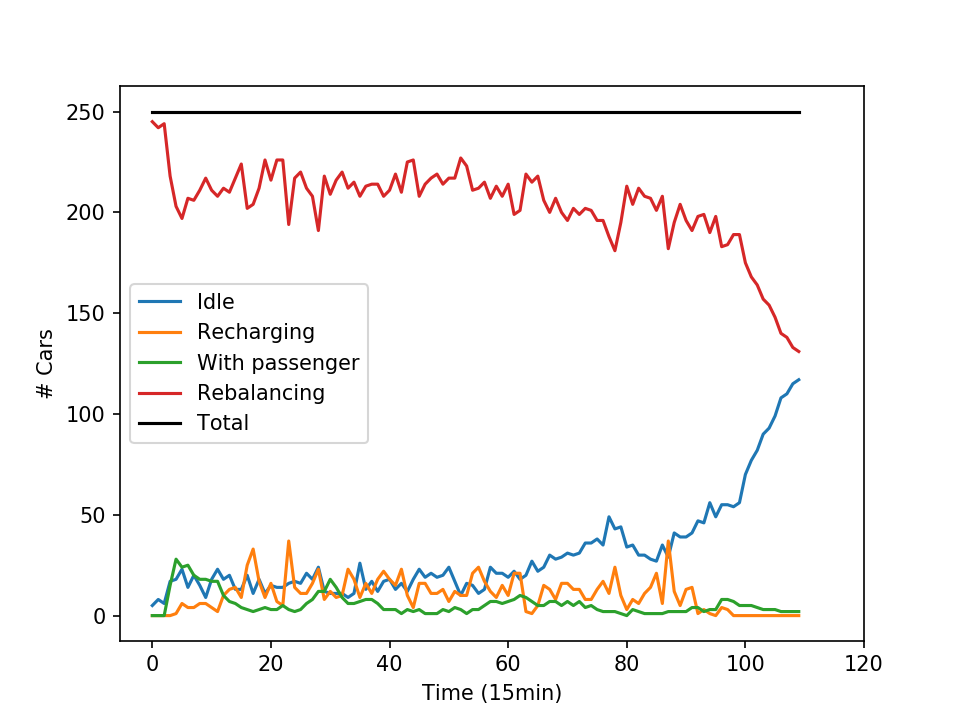 250
200
150
100
50
0
# Cars
Idle
Recharging
With passenger
Rebalancing
Total
0 20 40 60 80 100 120
Time (15min)